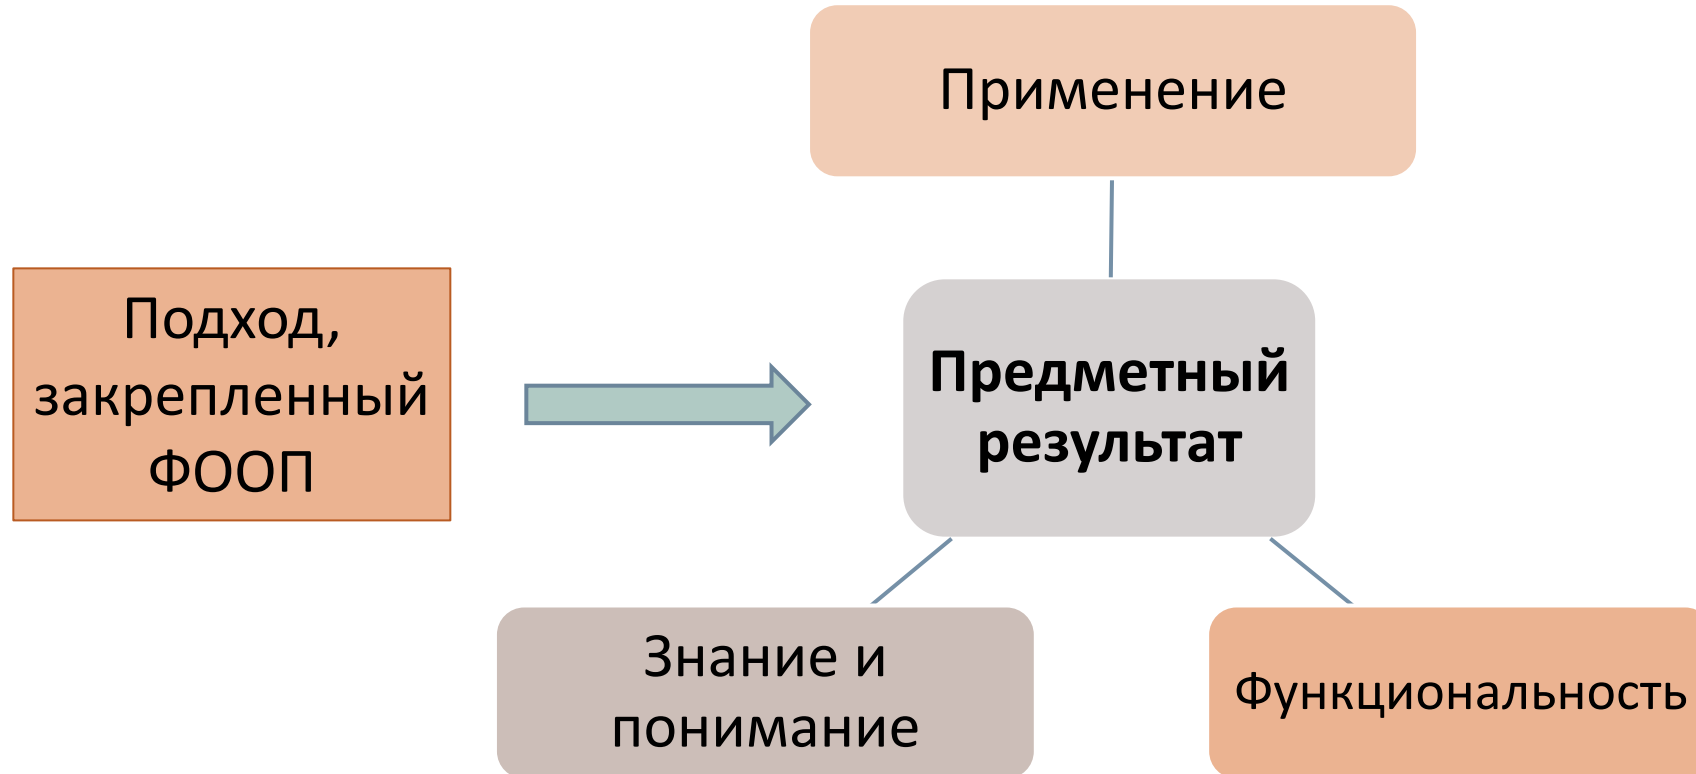 Применение
Подход,
закрепленный
ФООП
Предметный
результат
Знание и
понимание
Функциональность